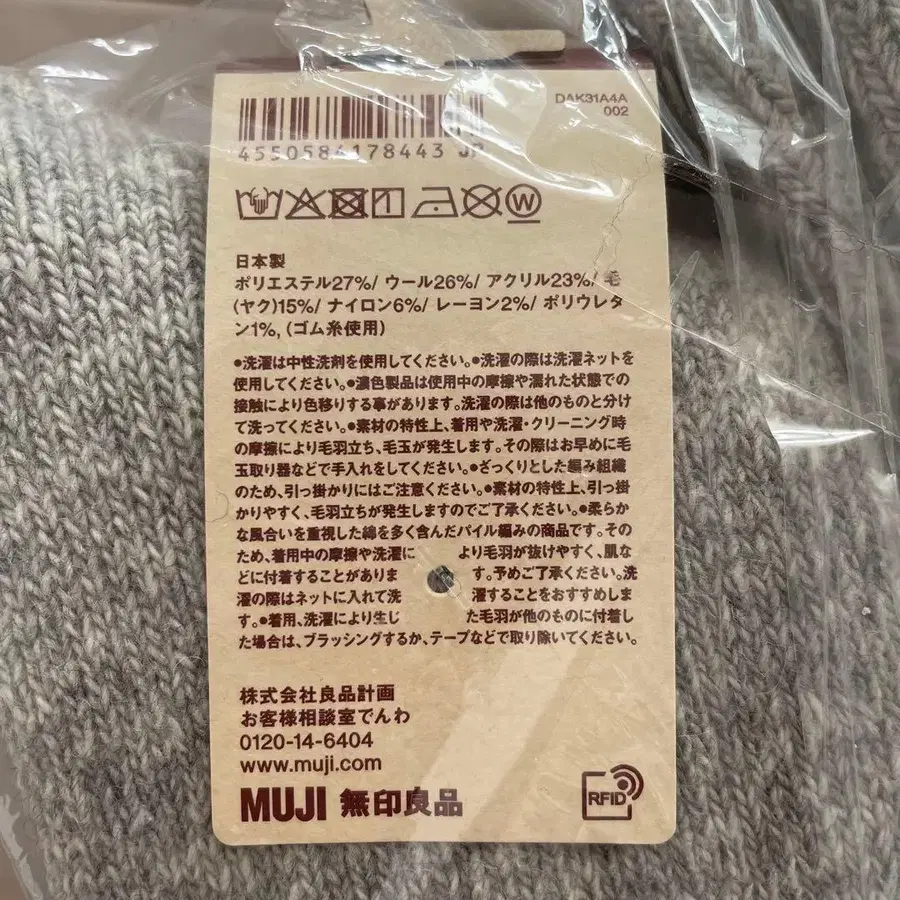 DAK31A4A
002
4550584178443 JP
W
日本製
ポリエステル27%/ ウール26%/ アクリル23%/ 毛
(ヤク)15%/ ナイロン6%/ レーヨン2%/ ポリウレタ
ン1%, (ゴム糸使用)
●洗濯は中性洗剤を使用してください。●洗濯の際は洗濯ネットを
使用してください。●濃色製品は使用中の摩擦や濡れた状態での
接触により色移りする事があります。洗濯の際は他のものと分け
て洗ってください。●素材の特性上、着用や洗濯・クリーニング時
の摩擦により毛羽立ち、毛玉が発生します。その際はお早めに毛
玉取り器などで手入れをしてください。●ざっくりとした編み組織
のため、引っ掛かりにはご注意ください。●素材の特性上、引っ掛
かりやすく、毛羽立ちが発生しますのでご了承ください。●柔らか
な風合いを重視した綿を多く含んだパイル編みの商品です。その
ため、着用中の摩擦や洗濯に より毛羽が抜けやすく、肌な
どに付着することがありま す。予めご了承ください。洗
濯の際はネットに入れて洗 濯することをおすすめしま
す。●着用、洗濯により生じ た毛羽が他のものに付着し
た場合は、ブラッシングするか、テープなどで取り除いてください。
株式会社良品計画
お客様相談室でんわ
0120-14-6404
www.muji.com
MUJI 無印良品
RFID